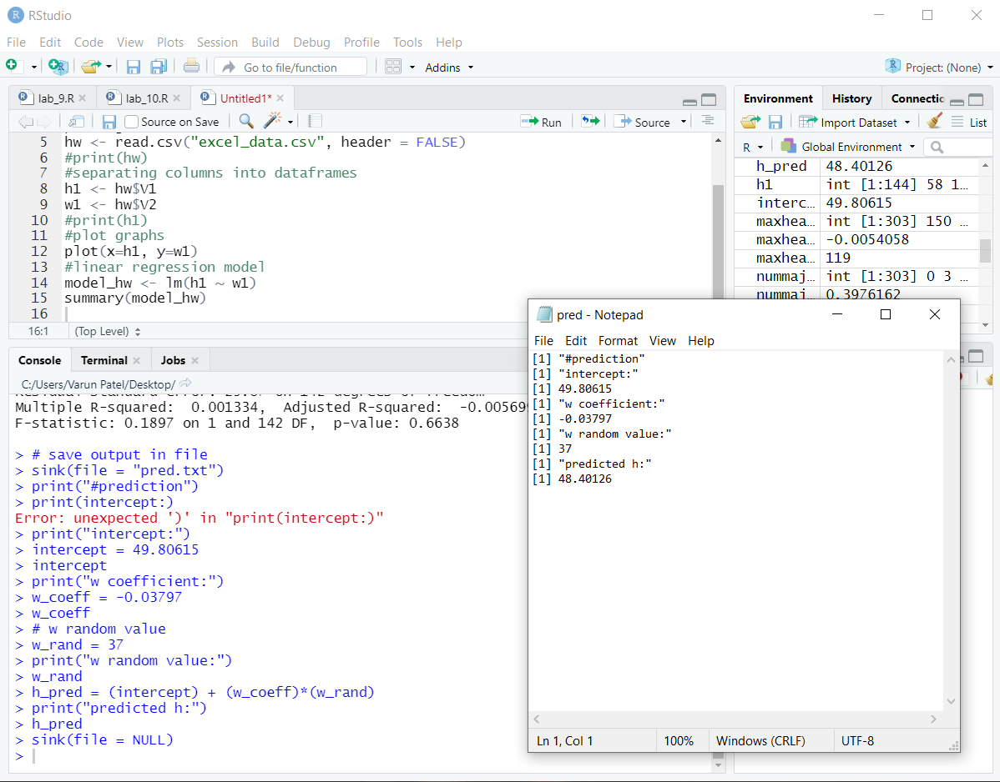 RStudio
File Edit Code View Plots Session Build Debug Profile Tools Help
Go to file/function Addins Project: (None)
lab_9.R lab_10.R Untitled1*
Source on Save Run Source
5 hw <- read.csv("excel_data.csv", header = FALSE)
6 #print(hw)
7 #separating columns into dataframes
8 h1 <- hw$V1
9 w1 <- hw$V2
10 #print(h1)
11 #plot graphs
12 plot(x=h1, y=w1)
13 #linear regression model
14 model_hw <- lm(h1 ~ w1)
15 summary(model_hw)
16
16:1 (Top Level)
Environment History Connectic
Import Dataset List
R Global Environment
h_pred 48.40126
h1 int [1:144] 58 1…
interc… 49.80615
maxhea… int [1:303] 150 …
maxhea… -0.0054058
maxhea… 119
nummaj… int [1:303] 0 3 …
nummaj… 0.3976162
Console Terminal Jobs
C:/Users/Varun Patel/Desktop/
Multiple R-squared: 0.001334, Adjusted R-squared: -0.005699
F-statistic: 0.1897 on 1 and 142 DF, p-value: 0.6638
> # save output in file
> sink(file = "pred.txt")
> print("#prediction")
> print(intercept:)
Error: unexpected ')' in "print(intercept:)"
> print("intercept:")
> intercept = 49.80615
> intercept
> print("w coefficient:")
> w_coeff = -0.03797
> w_coeff
> # w random value
> w_rand = 37
> print("w random value:")
> w_rand
> h_pred = (intercept) + (w_coeff)*(w_rand)
> print("predicted h:")
> h_pred
> sink(file = NULL)
>
pred - Notepad
File Edit Format View Help
[1] "#prediction"
[1] "intercept:"
[1] 49.80615
[1] "w coefficient:"
[1] -0.03797
[1] "w random value:"
[1] 37
[1] "predicted h:"
[1] 48.40126
Ln 1, Col 1 100% Windows (CRLF) UTF-8